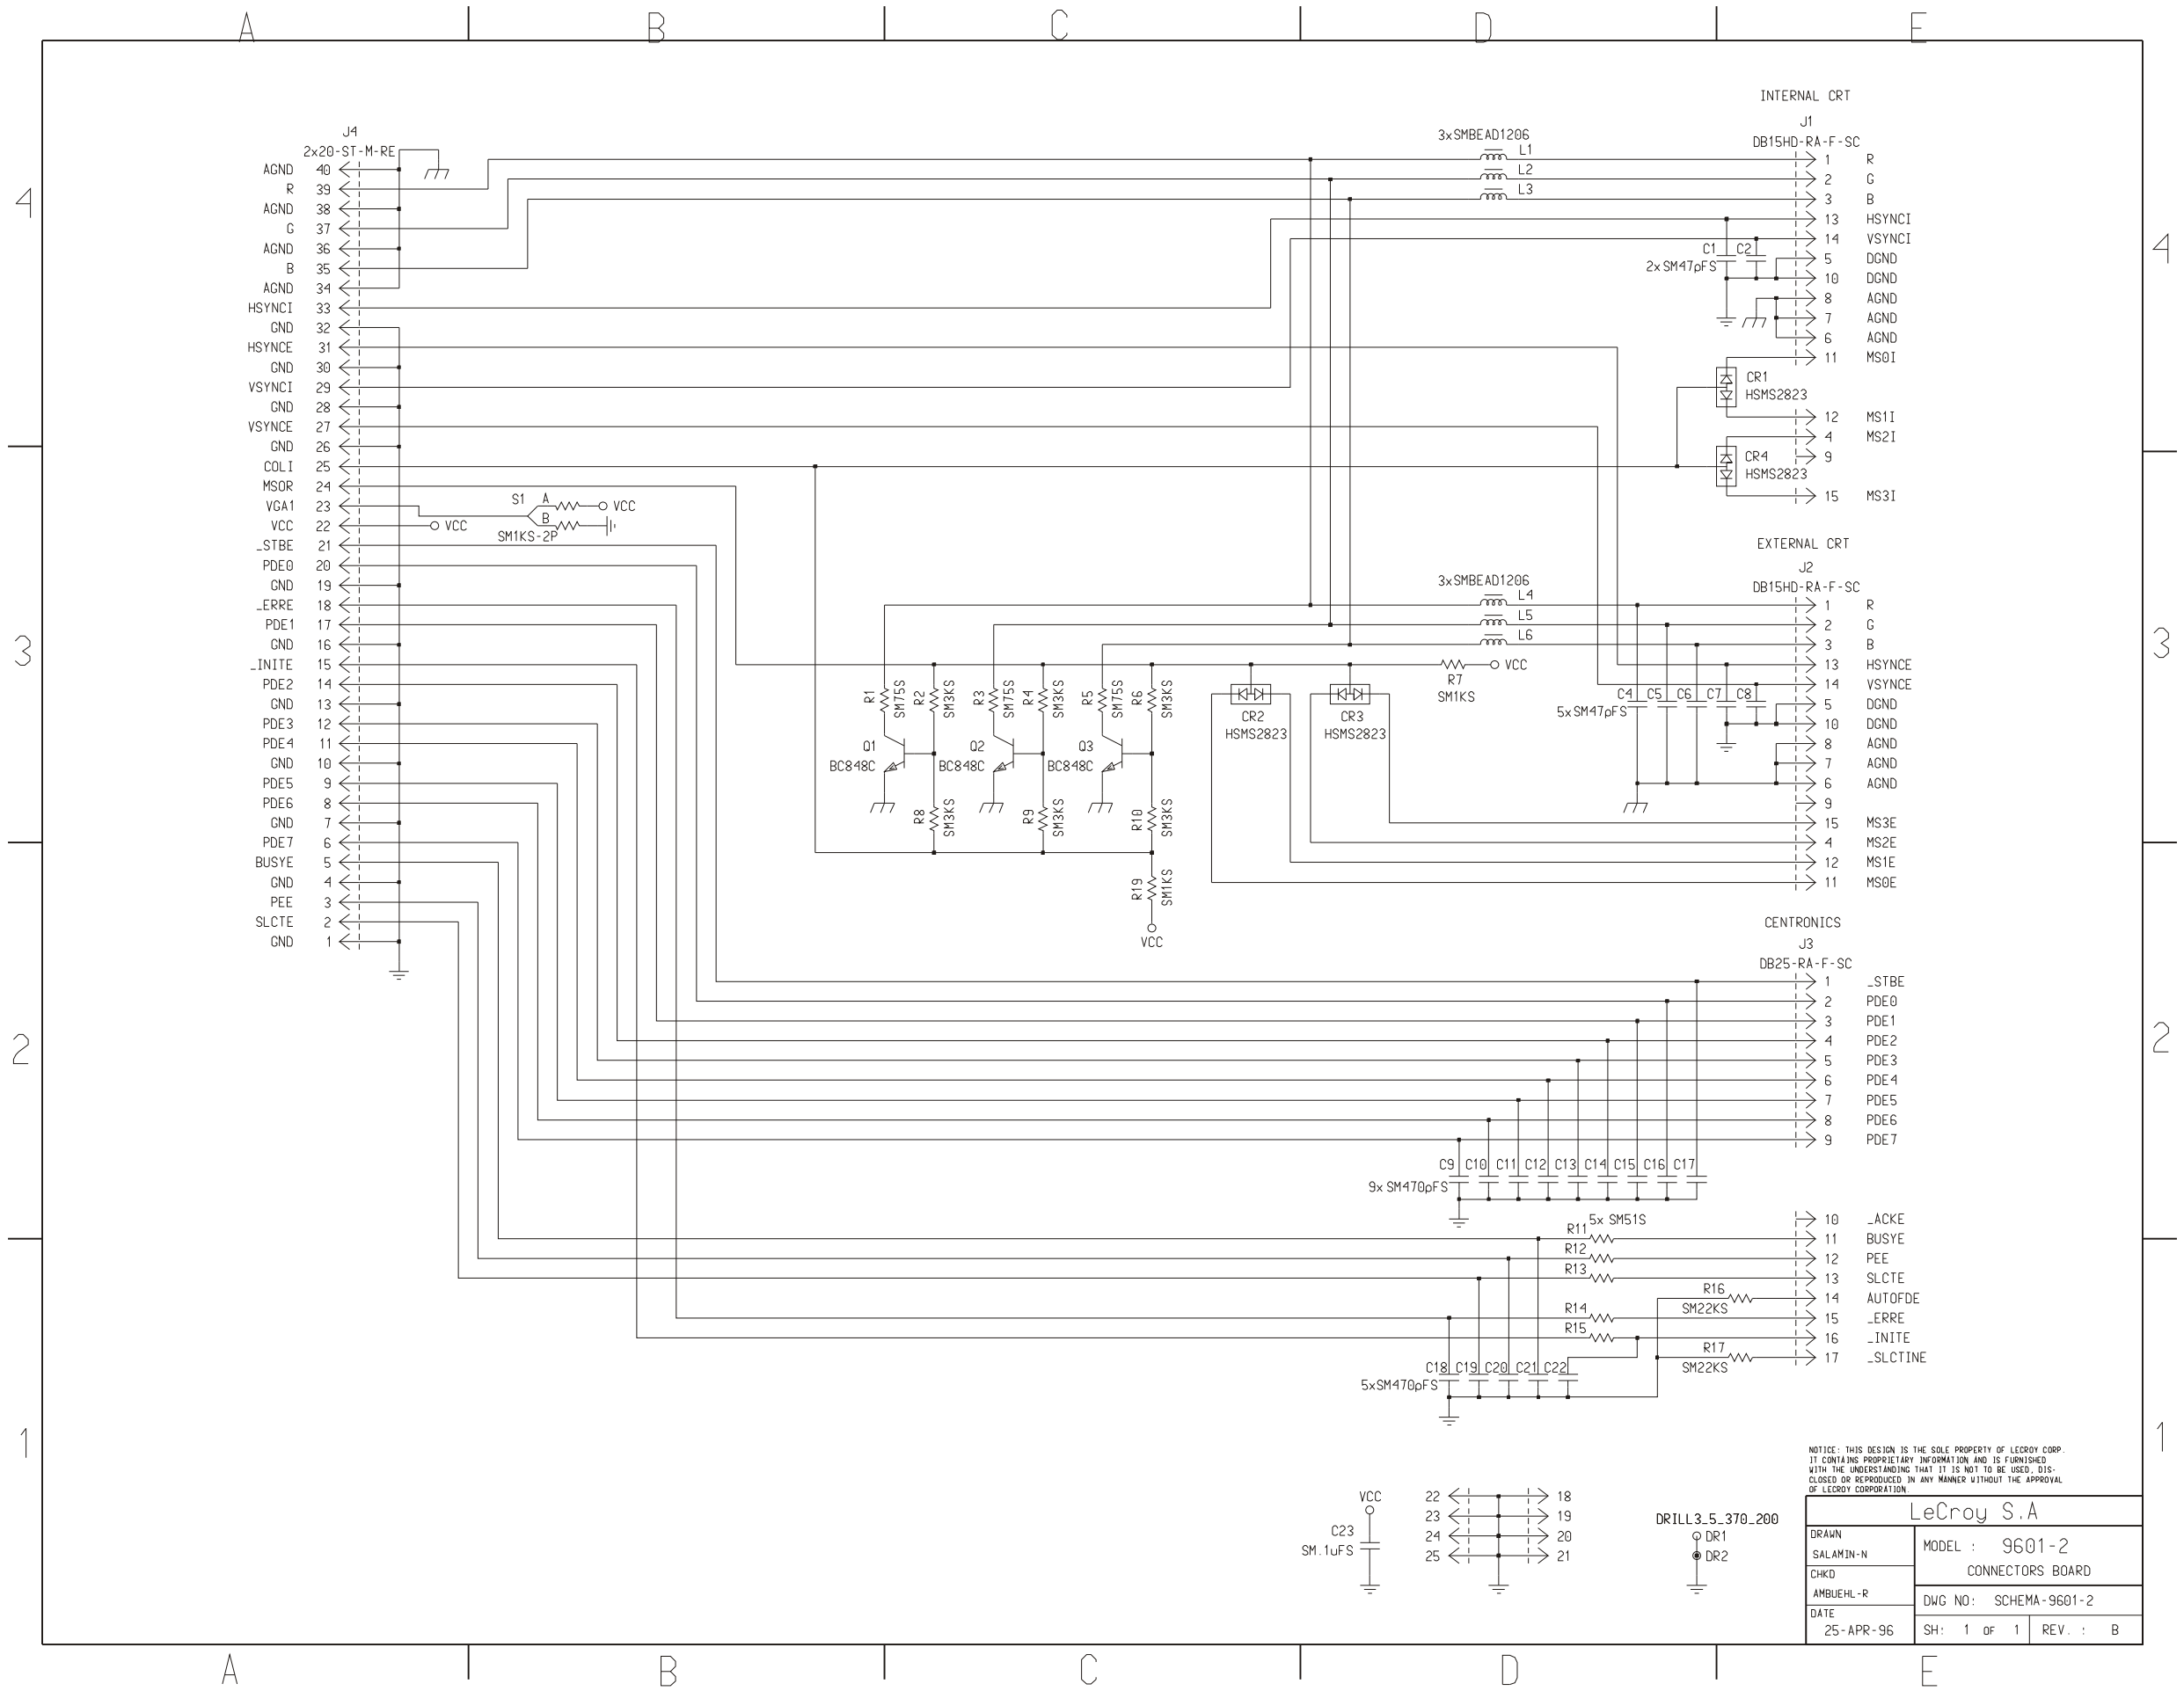 A B C D E
4
3
2
1
4
3
2
1
J4
2x20-ST-M-RE
AGND 40
R 39
AGND 38
G 37
AGND 36
B 35
AGND 34
HSYNCI 33
GND 32
HSYNCE 31
GND 30
VSYNCI 29
GND 28
VSYNCE 27
GND 26
COLI 25
MSOR 24
VGA1 23
VCC 22
_STBE 21
PDE0 20
GND 19
_ERRE 18
PDE1 17
GND 16
_INITE 15
PDE2 14
GND 13
PDE3 12
PDE4 11
GND 10
PDE5 9
PDE6 8
GND 7
PDE7 6
BUSYE 5
GND 4
PEE 3
SLCTE 2
GND 1
S1 A VCC
B
VCC
SM1KS-2P
3xSMBEAD1206
L1
L2
L3
INTERNAL CRT
J1
DB15HD-RA-F-SC
1 R
2 G
3 B
13 HSYNCI
14 VSYNCI
5 DGND
10 DGND
8 AGND
7 AGND
6 AGND
11 MS0I
12 MS1I
4 MS2I
9
15 MS3I
C1 C2
2xSM47pFS
CR1
HSMS2823
CR4
HSMS2823
3xSMBEAD1206
L4
L5
L6
R7
SM1KS
VCC
R1 SM75S
R2 SM3KS
R3 SM75S
R4 SM3KS
R5 SM75S
R6 SM3KS
Q1
BC848C
Q2
BC848C
Q3
BC848C
R8 SM3KS
R9 SM3KS
R10 SM3KS
R19 SM1KS
VCC
CR2
HSMS2823
CR3
HSMS2823
EXTERNAL CRT
J2
DB15HD-RA-F-SC
1 R
2 G
3 B
13 HSYNCE
14 VSYNCE
5 DGND
10 DGND
8 AGND
7 AGND
6 AGND
9
15 MS3E
4 MS2E
12 MS1E
11 MS0E
C4 C5 C6 C7 C8
5xSM47pFS
CENTRONICS
J3
DB25-RA-F-SC
1 _STBE
2 PDE0
3 PDE1
4 PDE2
5 PDE3
6 PDE4
7 PDE5
8 PDE6
9 PDE7
C9 C10 C11 C12 C13 C14 C15 C16 C17
9xSM470pFS
5x SM51S
R11
R12
R13
R14
R15
R16
SM22KS
R17
SM22KS
10 _ACKE
11 BUSYE
12 PEE
13 SLCTE
14 AUTOFDE
15 _ERRE
16 _INITE
17 _SLCTINE
C18 C19 C20 C21 C22
5xSM470pFS
VCC
C23
SM.1uFS
22 18
23 19
24 20
25 21
DRILL3_5_370_200
DR1
DR2
NOTICE: THIS DESIGN IS THE SOLE PROPERTY OF LECROY CORP.
IT CONTAINS PROPRIETARY INFORMATION AND IS FURNISHED
WITH THE UNDERSTANDING THAT IT IS NOT TO BE USED, DIS-
CLOSED OR REPRODUCED IN ANY MANNER WITHOUT THE APPROVAL
OF LECROY CORPORATION.
LeCroy S.A
DRAWN
SALAMIN-N
CHKD
AMBUEHL-R
DATE
25-APR-96
MODEL : 9601-2
CONNECTORS BOARD
DWG NO: SCHEMA-9601-2
SH: 1 OF 1 REV. : B
A B C D E